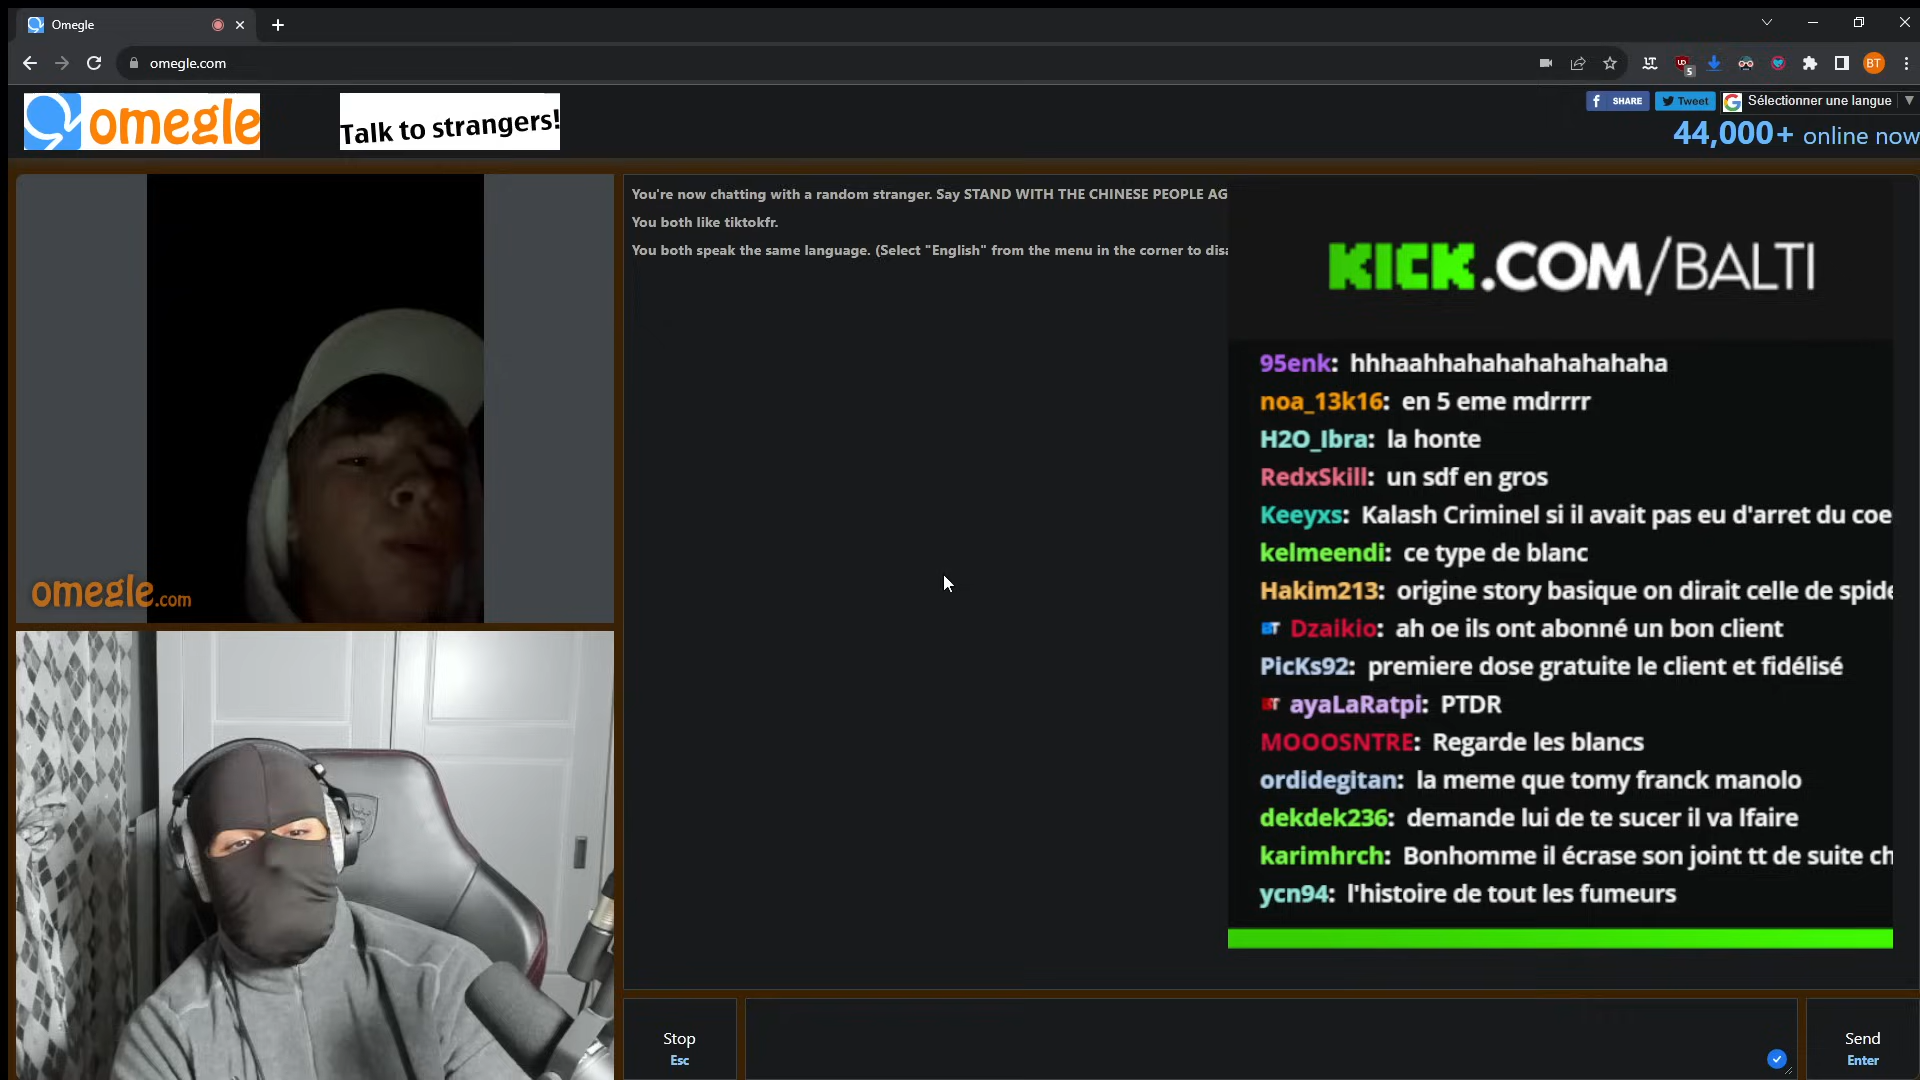 Omegle
omegle.com
omegle
Talk to strangers!
SHARE
Tweet
Sélectionner une langue
44,000+ online now
You're now chatting with a random stranger. Say STAND WITH THE CHINESE PEOPLE AG
You both like tiktokfr.
You both speak the same language. (Select "English" from the menu in the corner to disa
omegle.com
KICK.COM/BALTI
95enk: hhhaahhahahahahahahaha
noa_13k16: en 5 eme mdrrrr
H2O_Ibra: la honte
RedxSkill: un sdf en gros
Keeyxs: Kalash Criminel si il avait pas eu d'arret du coe
kelmeendi: ce type de blanc
Hakim213: origine story basique on dirait celle de spide
BT Dzaikio: ah oe ils ont abonné un bon client
PicKs92: premiere dose gratuite le client et fidélisé
BT ayaLaRatpi: PTDR
MOOOSNTRE: Regarde les blancs
ordidegitan: la meme que tomy franck manolo
dekdek236: demande lui de te sucer il va lfaire
karimhrch: Bonhomme il écrase son joint tt de suite ch
ycn94: l'histoire de tout les fumeurs
Stop
Esc
Send
Enter
5
BT